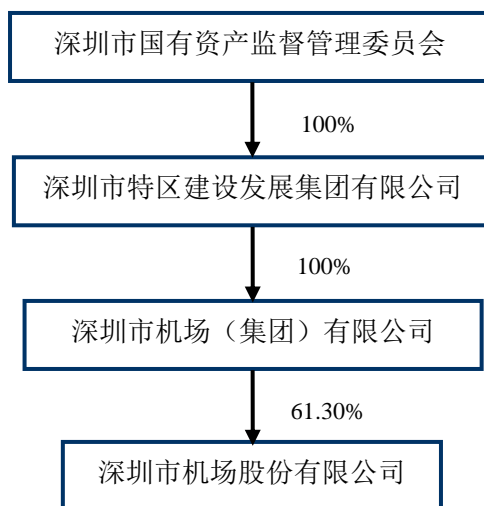 深圳市国有资产监督管理委员会
100%
深圳市特区建设发展集团有限公司
100%
深圳市机场（集团）有限公司
61.30%
深圳市机场股份有限公司